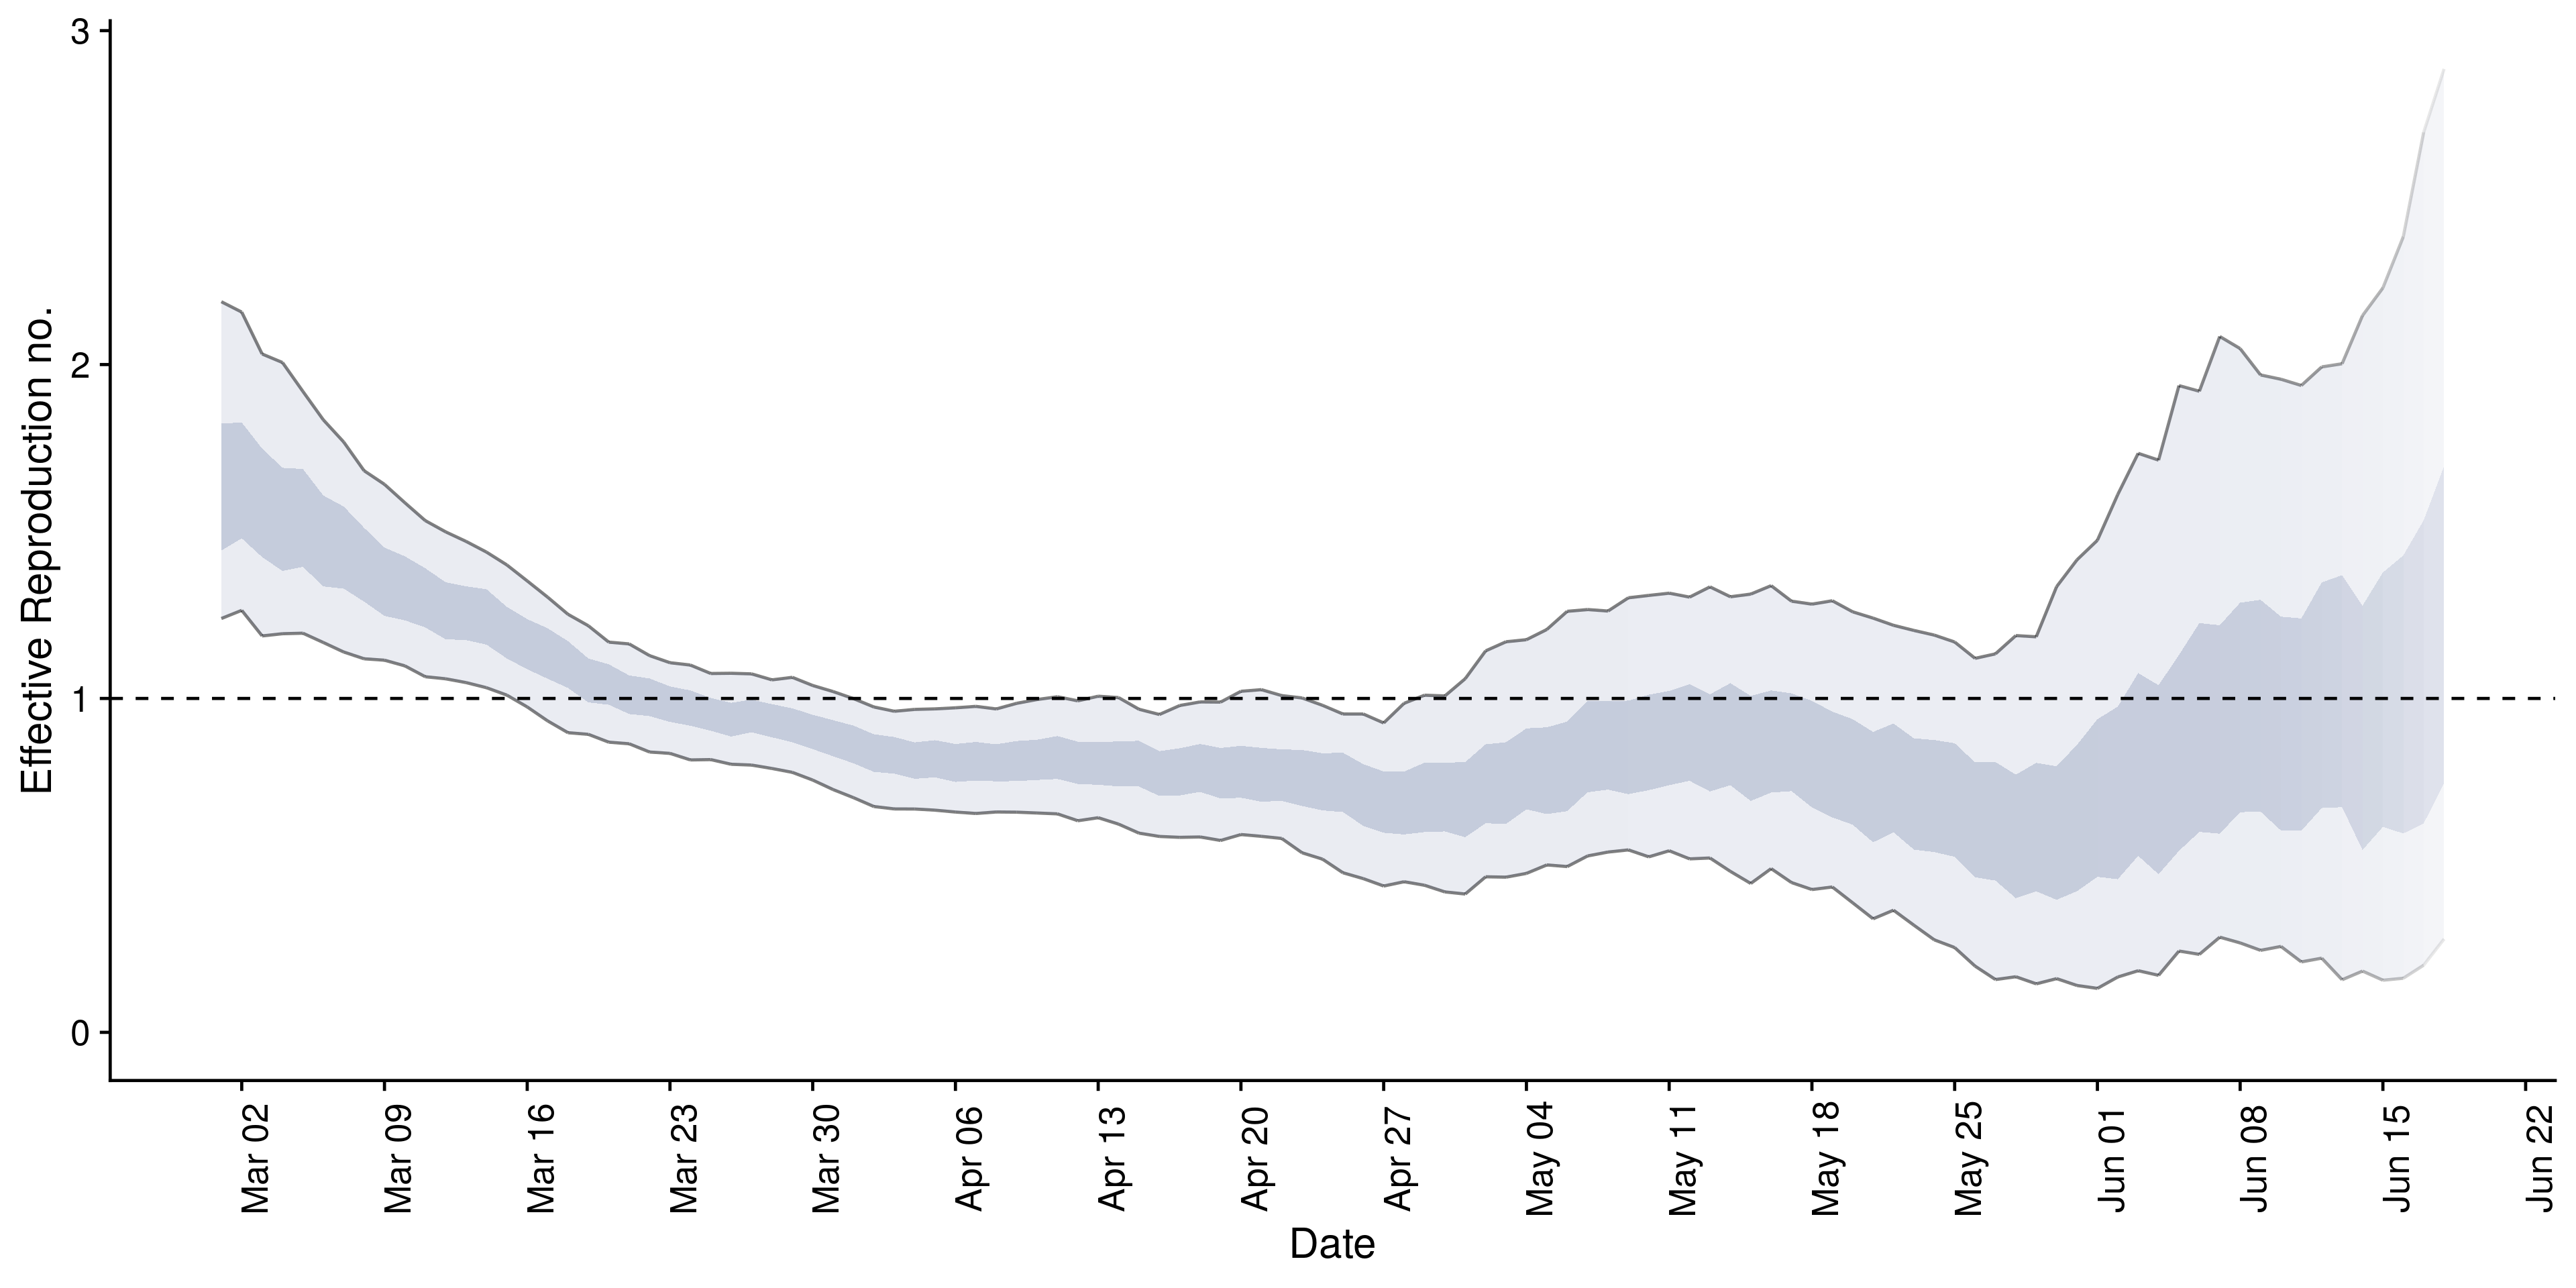 Effective Reproduction no.
3
2
1
0
Mar 02
Mar 09
Mar 16
Mar 23
Mar 30
Apr 06
Apr 13
Apr 20
Apr 27
May 04
May 11
May 18
May 25
Jun 01
Jun 08
Jun 15
Jun 22
Date